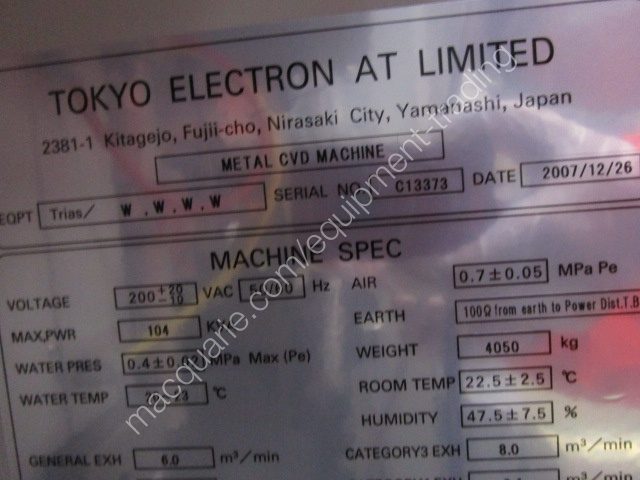 TOKYO ELECTRON AT LIMITED
2381-1 Kitagejo, Fujii-cho, Nirasaki City, Yamanashi, Japan
METAL CVD MACHINE
EQPT Trias/ W.W.W.W SERIAL NO. C13373 DATE 2007/12/26
MACHINE SPEC
VOLTAGE 200 +20 -10 VAC 50/60 Hz
AIR 0.7±0.05 MPa Pe
MAX,PWR 104
EARTH 100Ω from earth to Power Dist.T.B
WATER PRES MPa Max (Pe)
WEIGHT 4050 kg
WATER TEMP ℃
ROOM TEMP 22.5±2.5 ℃
HUMIDITY 47.5±7.5 %
GENERAL EXH 6.0 m³/min
CATEGORY3 EXH 8.0 m³/min
macquarie.com/equipment-trading